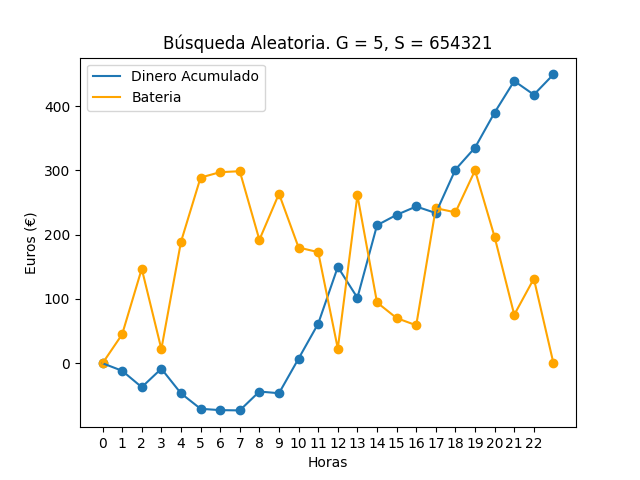 Búsqueda Aleatoria. G = 5, S = 654321
Dinero Acumulado
Bateria
400
300
200
100
0
Euros (€)
0 1 2 3 4 5 6 7 8 9 10 11 12 13 14 15 16 17 18 19 20 21 22
Horas